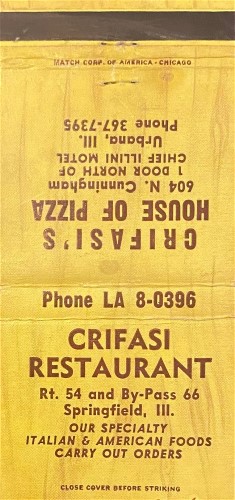 MATCH CORP. OF AMERICA - CHICAGO
CRIFASI'S
HOUSE OF PIZZA
604 N. Cunningham
1 DOOR NORTH OF
CHIEF ILLINI MOTEL
Urbana, Ill.
Phone 367-7395
Phone LA 8-0396
CRIFASI
RESTAURANT
Rt. 54 and By-Pass 66
Springfield, Ill.
OUR SPECIALTY
ITALIAN & AMERICAN FOODS
CARRY OUT ORDERS
CLOSE COVER BEFORE STRIKING